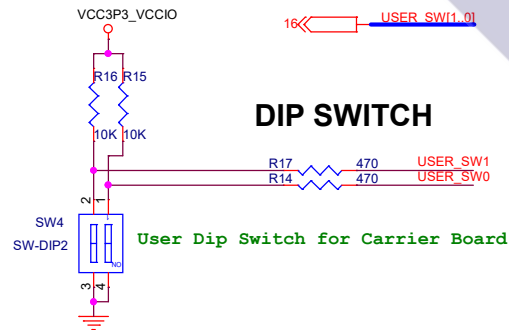 VCC3P3_VCCIO
16
USER_SW[1..0]
R16
R15
10K
10K
DIP SWITCH
R17
470
USER_SW1
R14
470
USER_SW0
2
1
SW4
SW-DIP2
NO
User Dip Switch for Carrier Board
3
4